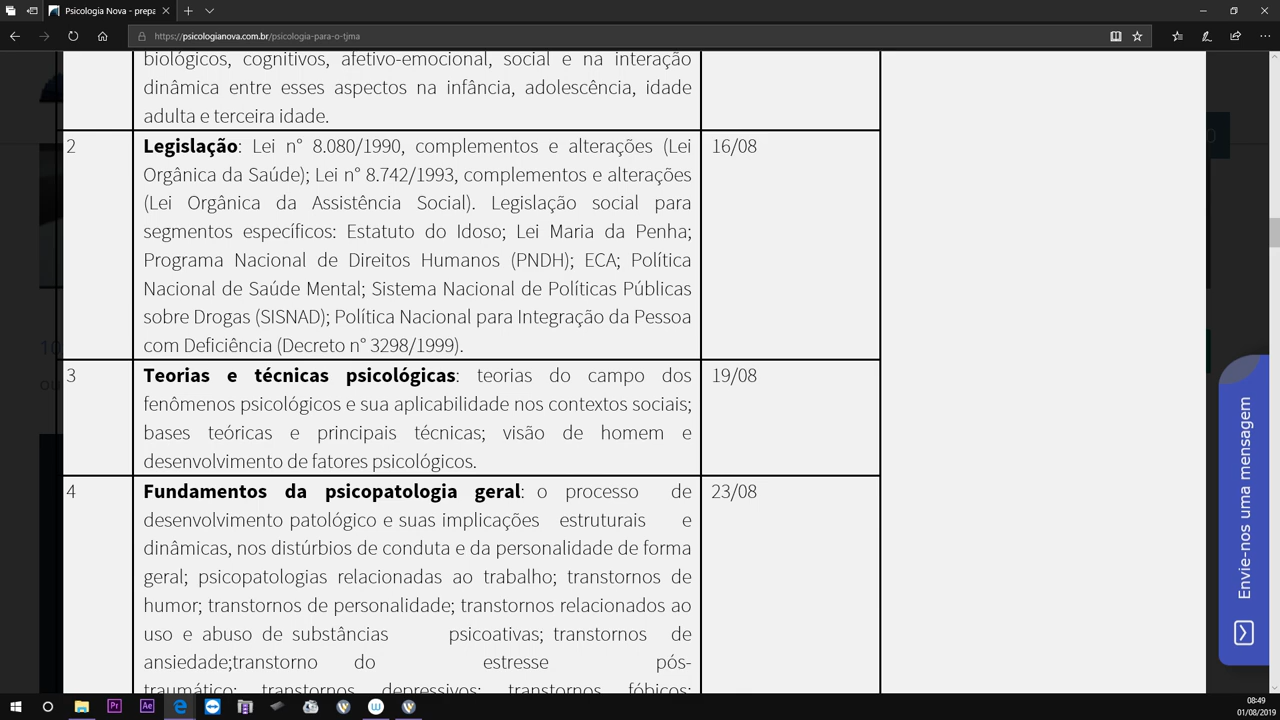 Psicologia Nova - prepa
https://psicologianova.com.br/psicologia-para-o-tjma
biológicos, cognitivos, afetivo-emocional, social e na interação
dinâmica entre esses aspectos na infância, adolescência, idade
adulta e terceira idade.
2
Legislação: Lei n° 8.080/1990, complementos e alterações (Lei
16/08
Orgânica da Saúde); Lei n° 8.742/1993, complementos e alterações
(Lei Orgânica da Assistência Social). Legislação social para
segmentos específicos: Estatuto do Idoso; Lei Maria da Penha;
Programa Nacional de Direitos Humanos (PNDH); ECA; Política
Nacional de Saúde Mental; Sistema Nacional de Políticas Públicas
sobre Drogas (SISNAD); Política Nacional para Integração da Pessoa
com Deficiência (Decreto n° 3298/1999).
3
Teorias e técnicas psicológicas: teorias do campo dos
19/08
fenômenos psicológicos e sua aplicabilidade nos contextos sociais;
bases teóricas e principais técnicas; visão de homem e
desenvolvimento de fatores psicológicos.
4
Fundamentos da psicopatologia geral: o processo de
23/08
desenvolvimento patológico e suas implicações estruturais e
dinâmicas, nos distúrbios de conduta e da personalidade de forma
geral; psicopatologias relacionadas ao trabalho; transtornos de
humor; transtornos de personalidade; transtornos relacionados ao
uso e abuso de substâncias psicoativas; transtornos de
ansiedade;transtorno do estresse pós-
traumático; transtornos depressivos; transtornos fóbicos;
Envie-nos uma mensagem
Pr
Ae
08:49
01/08/2019